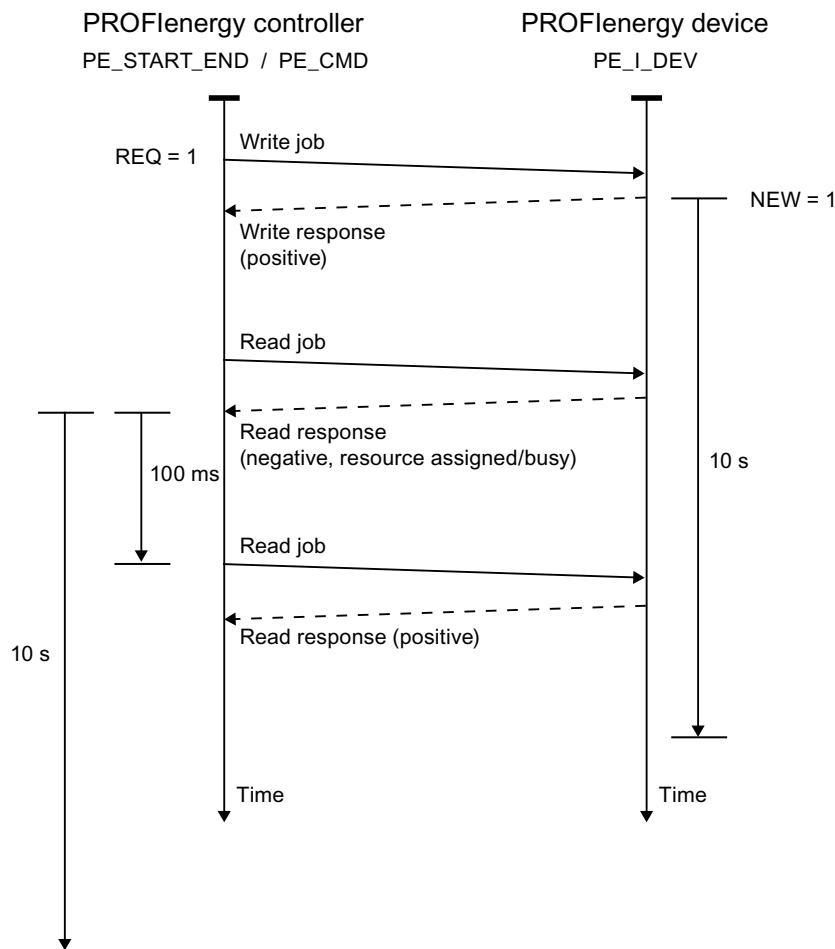 PROFIenergy controller
PROFIenergy device
PE_START_END / PE_CMD
PE_I_DEV
Write job
REQ = 1
NEW = 1
Write response
(positive)
Read job
Read response
(negative, resource assigned/busy)
100 ms
10 s
Read job
Read response (positive)
10 s
Time
Time